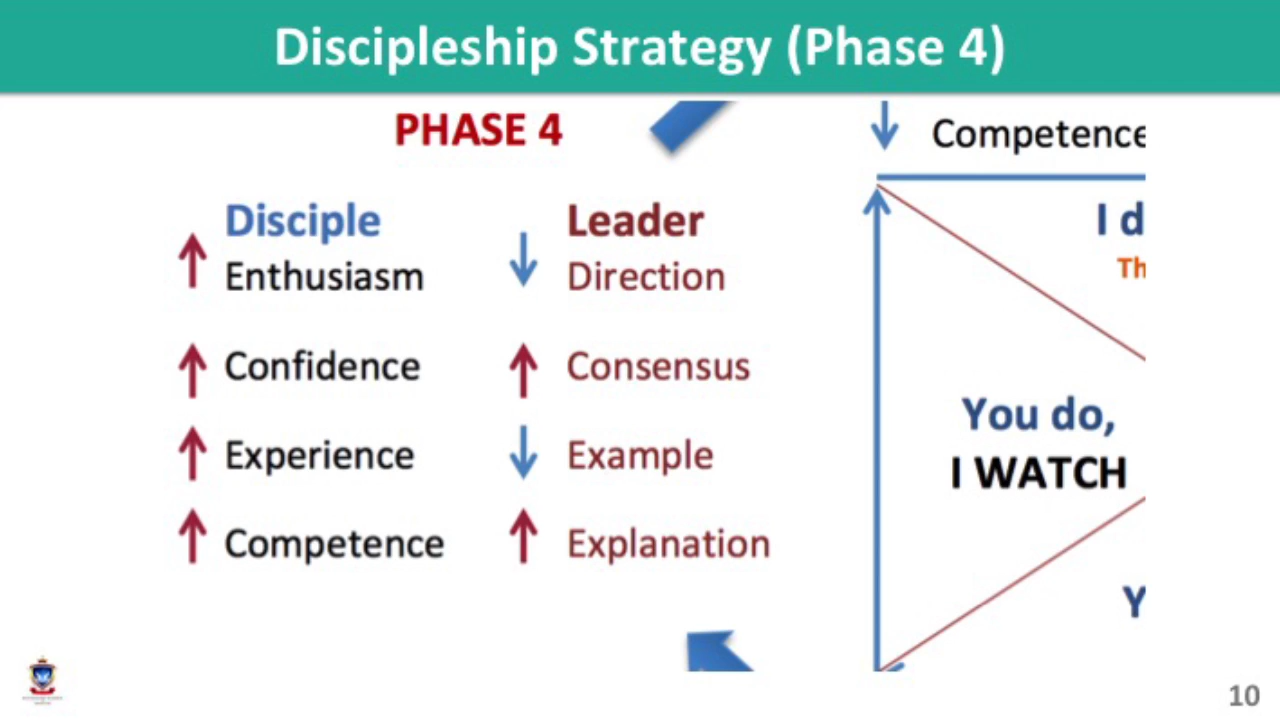 Discipleship Strategy (Phase 4)
PHASE 4
Disciple
Enthusiasm
Confidence
Experience
Competence
Leader
Direction
Consensus
Example
Explanation
Competence
I d
Th
You do,
I WATCH
Y
10